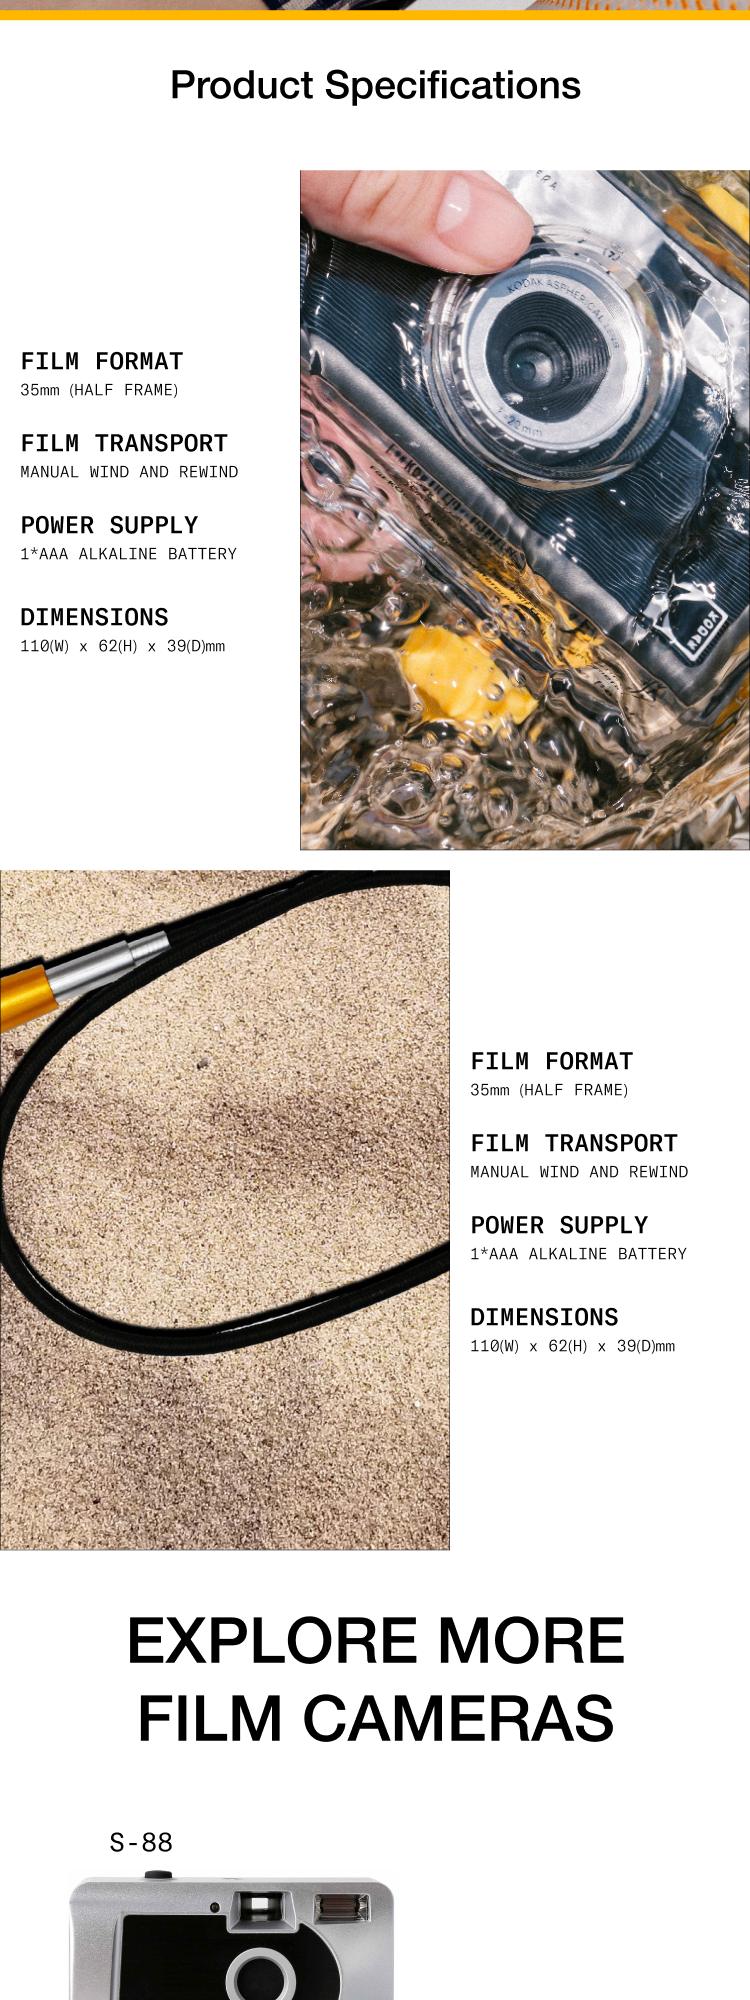 Product Specifications
KODAK ASPHERICAL LENS
FILM FORMAT
35mm (HALF FRAME)
FILM TRANSPORT
MANUAL WIND AND REWIND
POWER SUPPLY
1*AAA ALKALINE BATTERY
DIMENSIONS
110(W) x 62(H) x 39(D)mm
KODAK
FILM FORMAT
35mm (HALF FRAME)
FILM TRANSPORT
MANUAL WIND AND REWIND
POWER SUPPLY
1*AAA ALKALINE BATTERY
DIMENSIONS
110(W) x 62(H) x 39(D)mm
EXPLORE MORE
FILM CAMERAS
S-88